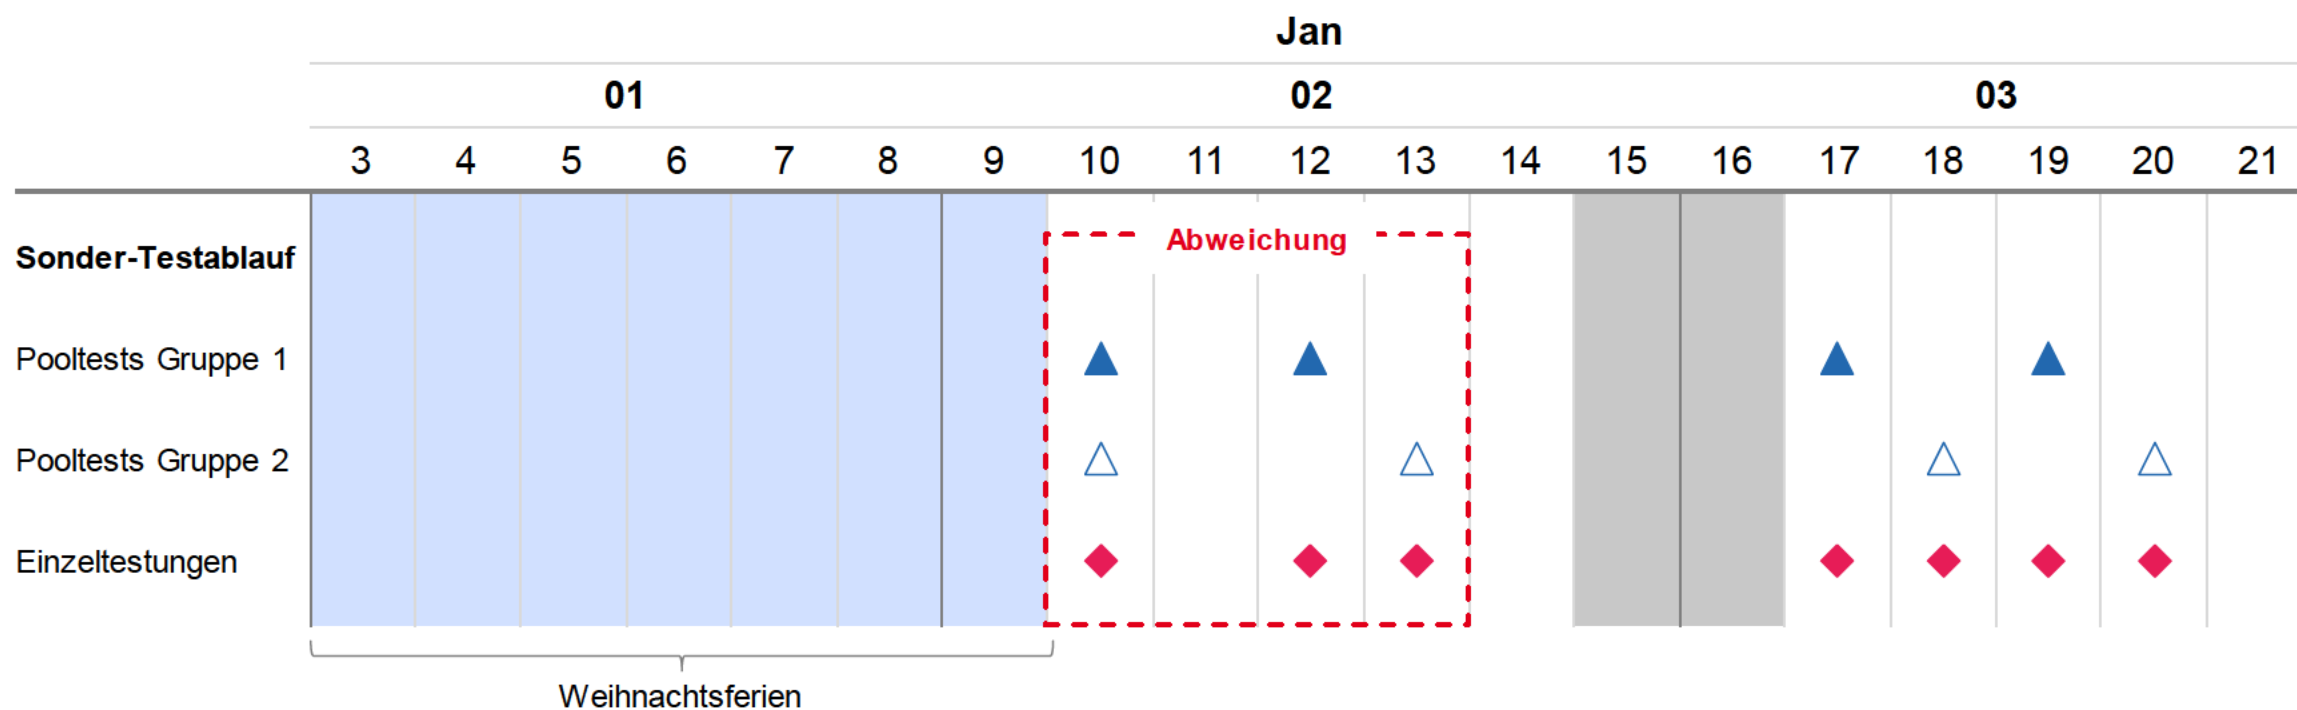 Jan
01 02 03
3 4 5 6 7 8 9 10 11 12 13 14 15 16 17 18 19 20 21
Sonder-Testablauf
Abweichung
Pooltests Gruppe 1
Pooltests Gruppe 2
Einzeltestungen
Weihnachtsferien